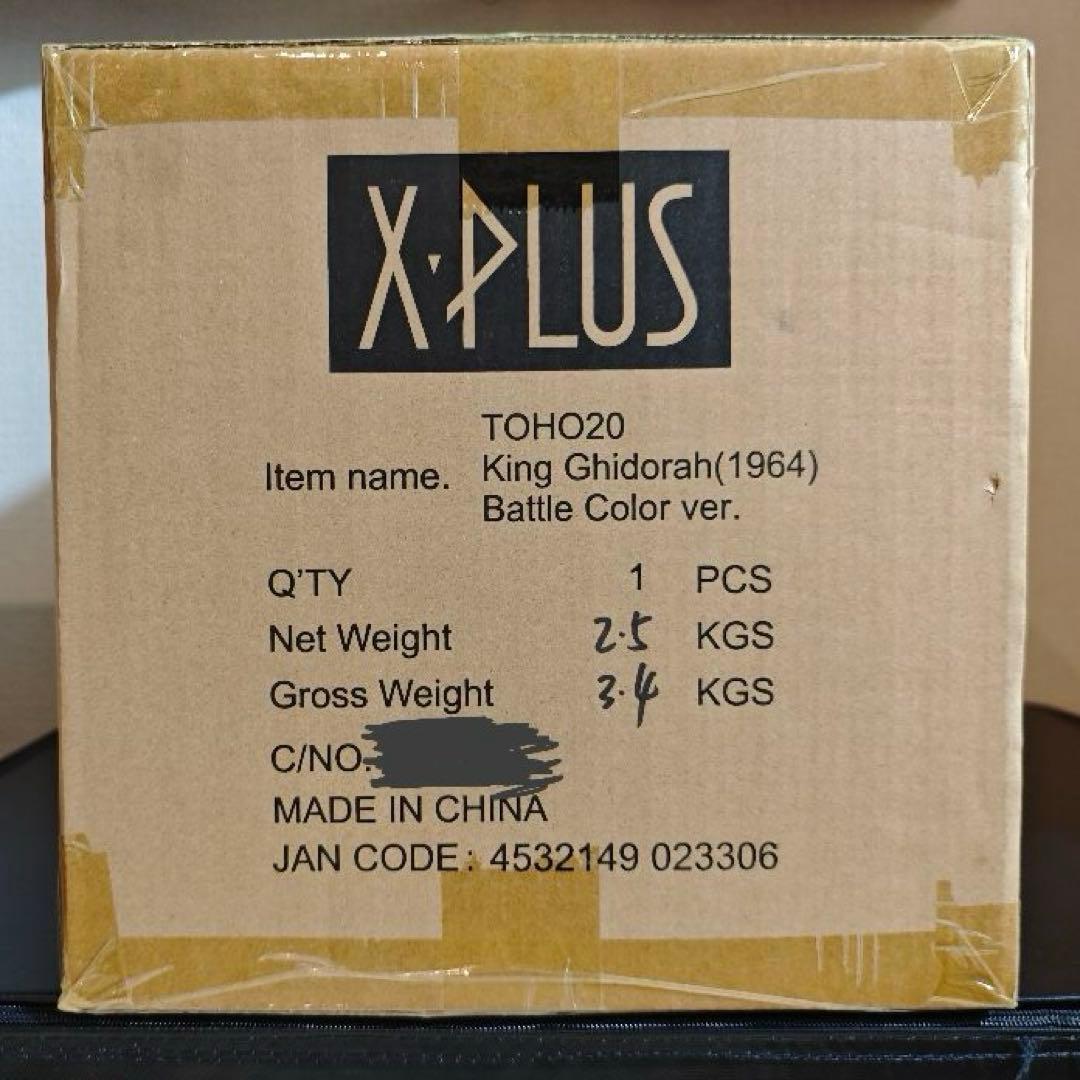 X·PLUS
TOHO20
Item name. King Ghidorah(1964)
Battle Color ver.
Q'TY 1 PCS
Net Weight 2.5 KGS
Gross Weight 3.4 KGS
C/NO.
MADE IN CHINA
JAN CODE: 4532149 023306